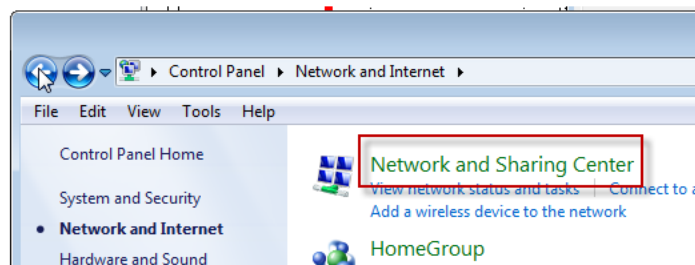 Control Panel Network and Internet
File Edit View Tools Help
Control Panel Home
System and Security
Network and Internet
Hardware and Sound
Network and Sharing Center
View network status and tasks Connect to a
Add a wireless device to the network
HomeGroup